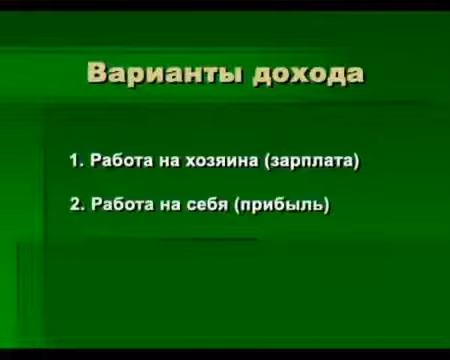 Варианты дохода
1. Работа на хозяина (зарплата)
2. Работа на себя (прибыль)